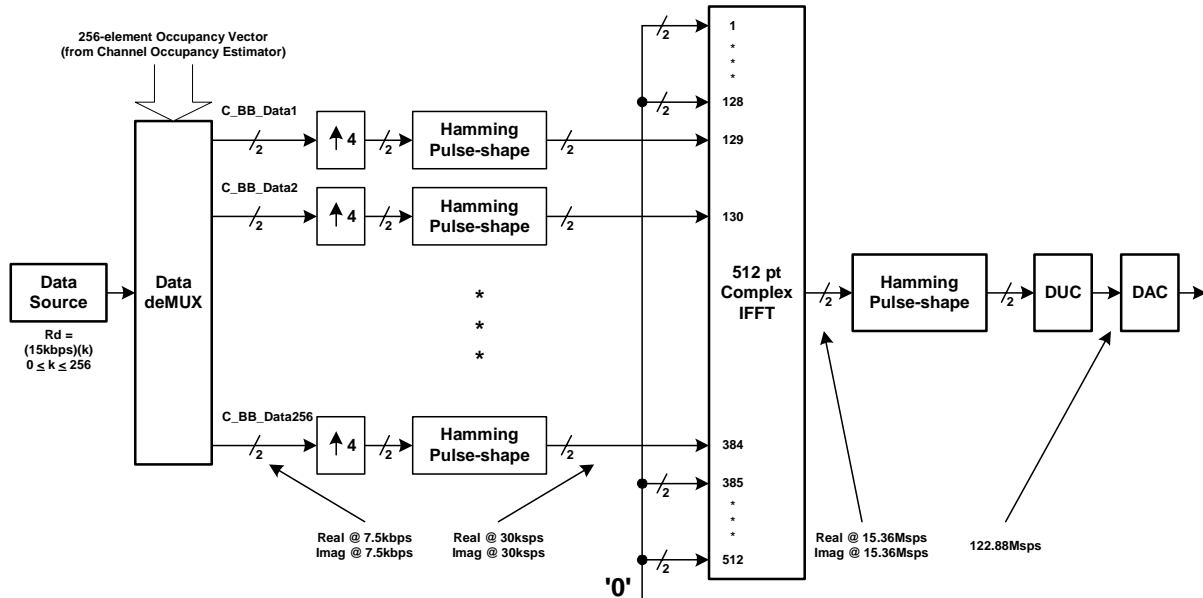 256-element Occupancy Vector
(from Channel Occupancy Estimator)
C_BB_Data1
2
↑ 4
2
Hamming
Pulse-shape
2
C_BB_Data2
2
↑ 4
2
Hamming
Pulse-shape
2
Data
Source
Rd =
(15kbps)(k)
0 ≤ k ≤ 256
Data
deMUX
*
*
*
*
*
*
C_BB_Data256
2
↑ 4
2
Hamming
Pulse-shape
2
Real @ 7.5kbps
Imag @ 7.5kbps
Real @ 30ksps
Imag @ 30ksps
'0'
2
2
2
2
1
*
*
*
128
129
130
512 pt
Complex
IFFT
384
385
*
*
*
512
2
Hamming
Pulse-shape
2
DUC
DAC
Real @ 15.36Msps
Imag @ 15.36Msps
122.88Msps